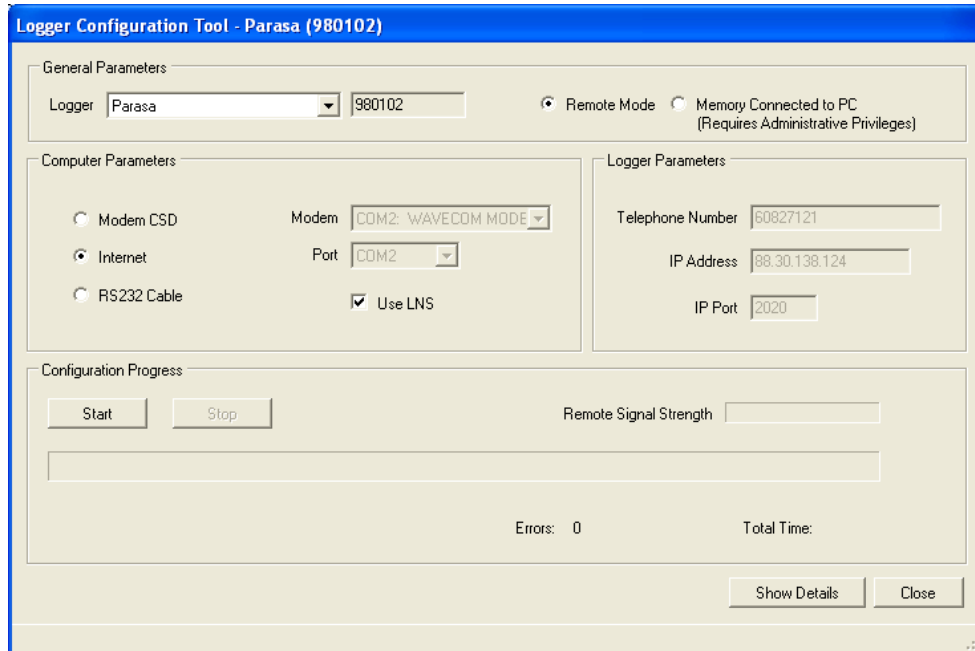 Logger Configuration Tool - Parasa (980102)
General Parameters
Logger Parasa 980102 Remote Mode Memory Connected to PC
(Requires Administrative Privileges)
Computer Parameters
Modem CSD Modem COM2: WAVECOM MODE
Internet Port COM2
RS232 Cable Use LNS
Logger Parameters
Telephone Number 60827121
IP Address 88.30.138.124
IP Port 2020
Configuration Progress
Start Stop Remote Signal Strength
Errors: 0 Total Time:
Show Details Close